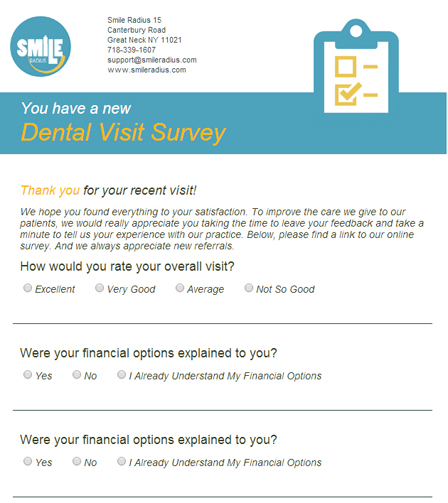 SMILE
RADIUS
Smile Radius 15
Canterbury Road
Great Neck NY 11021
718-339-1607
support@smileradius.com
www.smileradius.com
You have a new
Dental Visit Survey
Thank you for your recent visit!
We hope you found everything to your satisfaction. To improve the care we give to our
patients, we would really appreciate you taking the time to leave your feedback and take a
minute to tell us your experience with our practice. Below, please find a link to our online
survey. And we always appreciate new referrals.
How would you rate your overall visit?
Excellent Very Good Average Not So Good
Were your financial options explained to you?
Yes No I Already Understand My Financial Options
Were your financial options explained to you?
Yes No I Already Understand My Financial Options